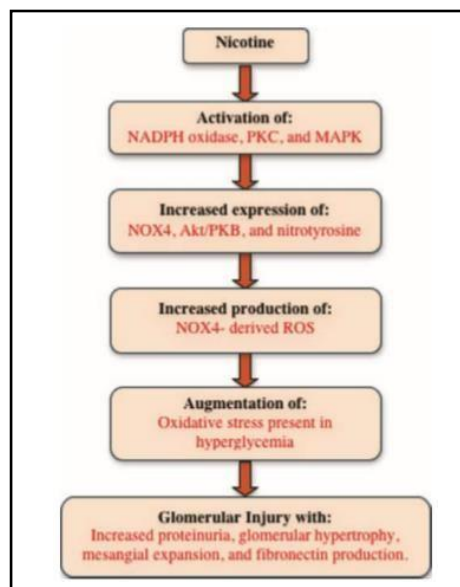 Nicotine
Activation of:
NADPH oxidase, PKC, and MAPK
Increased expression of:
NOX4, Akt/PKB, and nitrotyrosine
Increased production of:
NOX4- derived ROS
Augmentation of:
Oxidative stress present in
hyperglycemia
Glomerular Injury with:
Increased proteinuria, glomerular hypertrophy,
mesangial expansion, and fibronectin production.